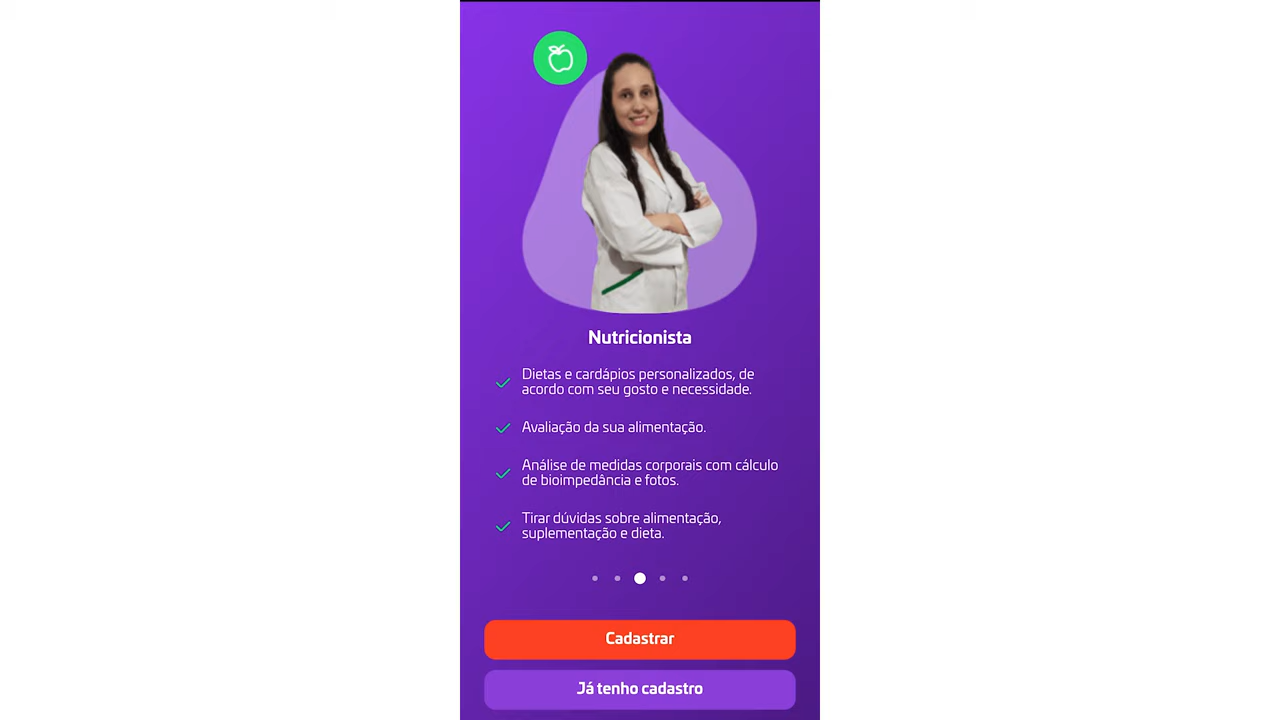 Nutricionista
Dietas e cardápios personalizados, de
acordo com seu gosto e necessidade.
Avaliação da sua alimentação.
Análise de medidas corporais com cálculo
de bioimpedância e fotos.
Tirar dúvidas sobre alimentação,
suplementação e dieta.
Cadastrar
Já tenho cadastro